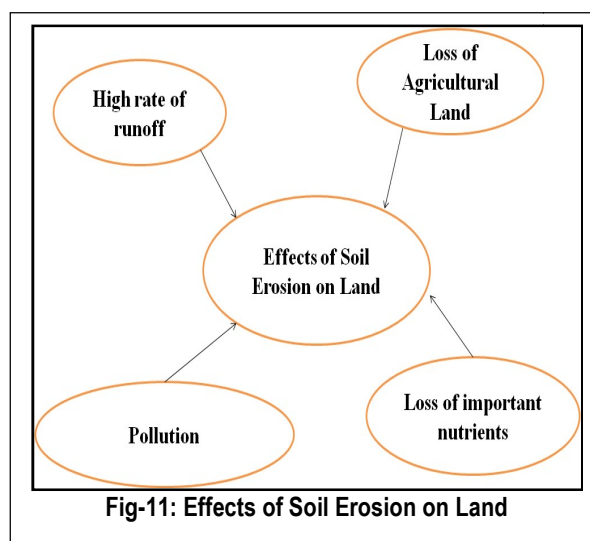 High rate of
runoff
Loss of
Agricultural
Land
Effects of Soil
Erosion on Land
Pollution
Loss of important
nutrients
Fig-11: Effects of Soil Erosion on Land